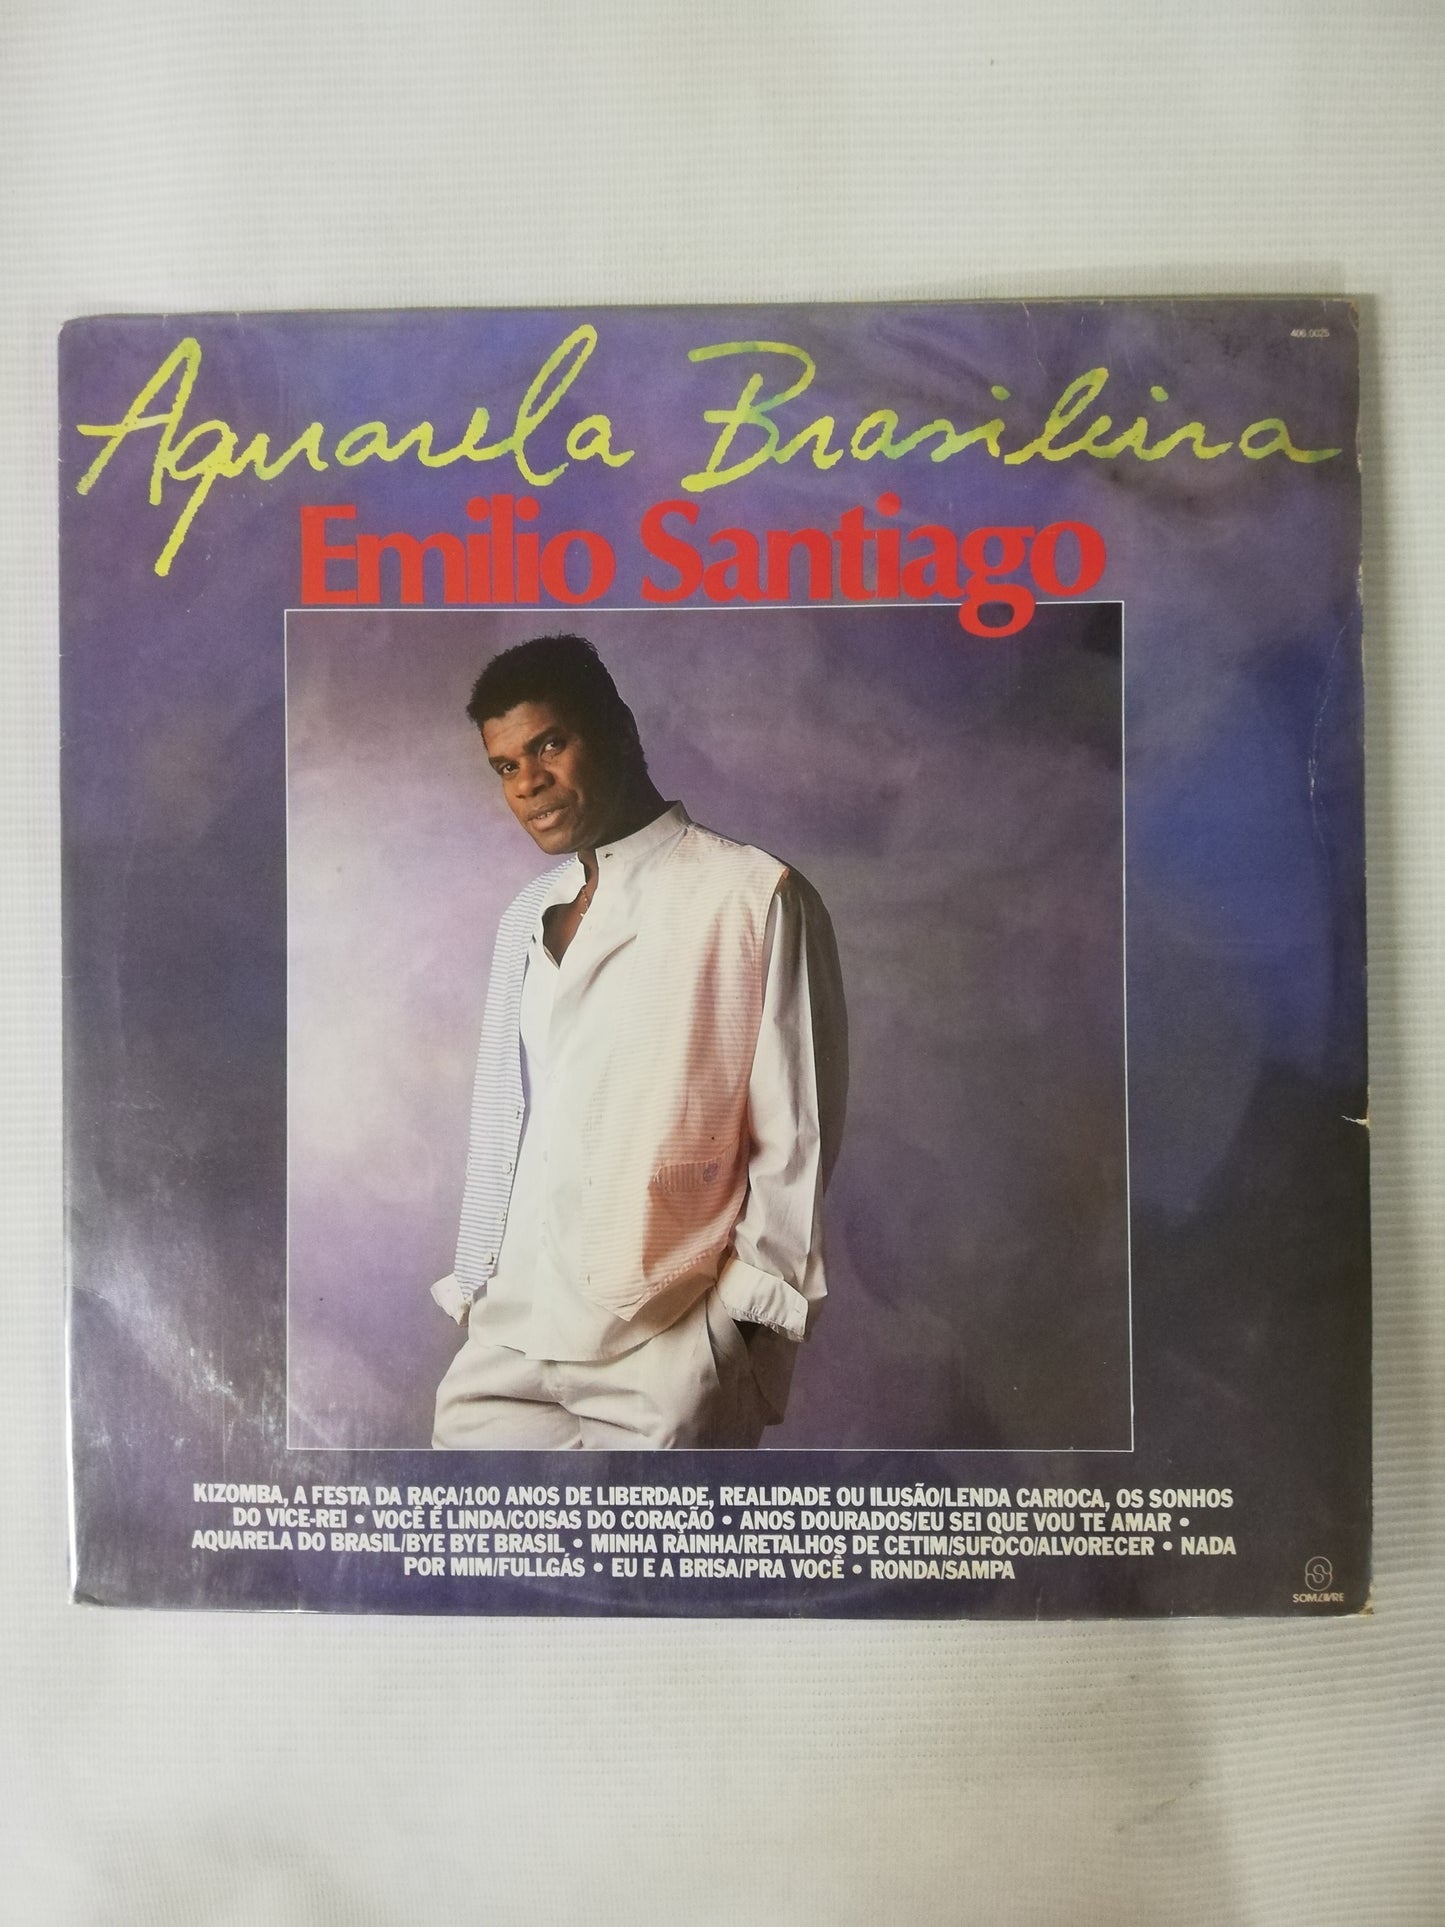 406.0025
Aquarela Brasileira
Emilio Santiago
KIZOMBA, A FESTA DA RAÇA/100 ANOS DE LIBERDADE, REALIDADE OU ILUSÃO/LENDA CARIOCA, OS SONHOS
DO VICE-REI • VOCÊ É LINDA/COISAS DO CORAÇÃO • ANOS DOURADOS/EU SEI QUE VOU TE AMAR •
AQUARELA DO BRASIL/BYE BYE BRASIL • MINHA RAINHA/RETALHOS DE CETIM/SUFOCO/ALVORECER • NADA
POR MIM/FULLGÁS • EU E A BRISA/PRA VOCÊ • RONDA/SAMPA
SOM LIVRE